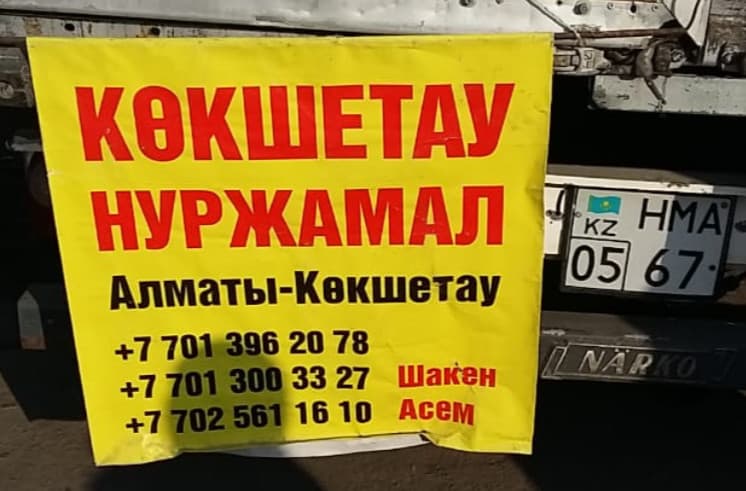 КӨКШЕТАУ
НУРЖАМАЛ
Алматы-Көкшетау
+7 701 396 20 78
+7 701 300 33 27 Шакен
+7 702 561 16 10 Асем
KZ HMA
05 67
NÄRKO